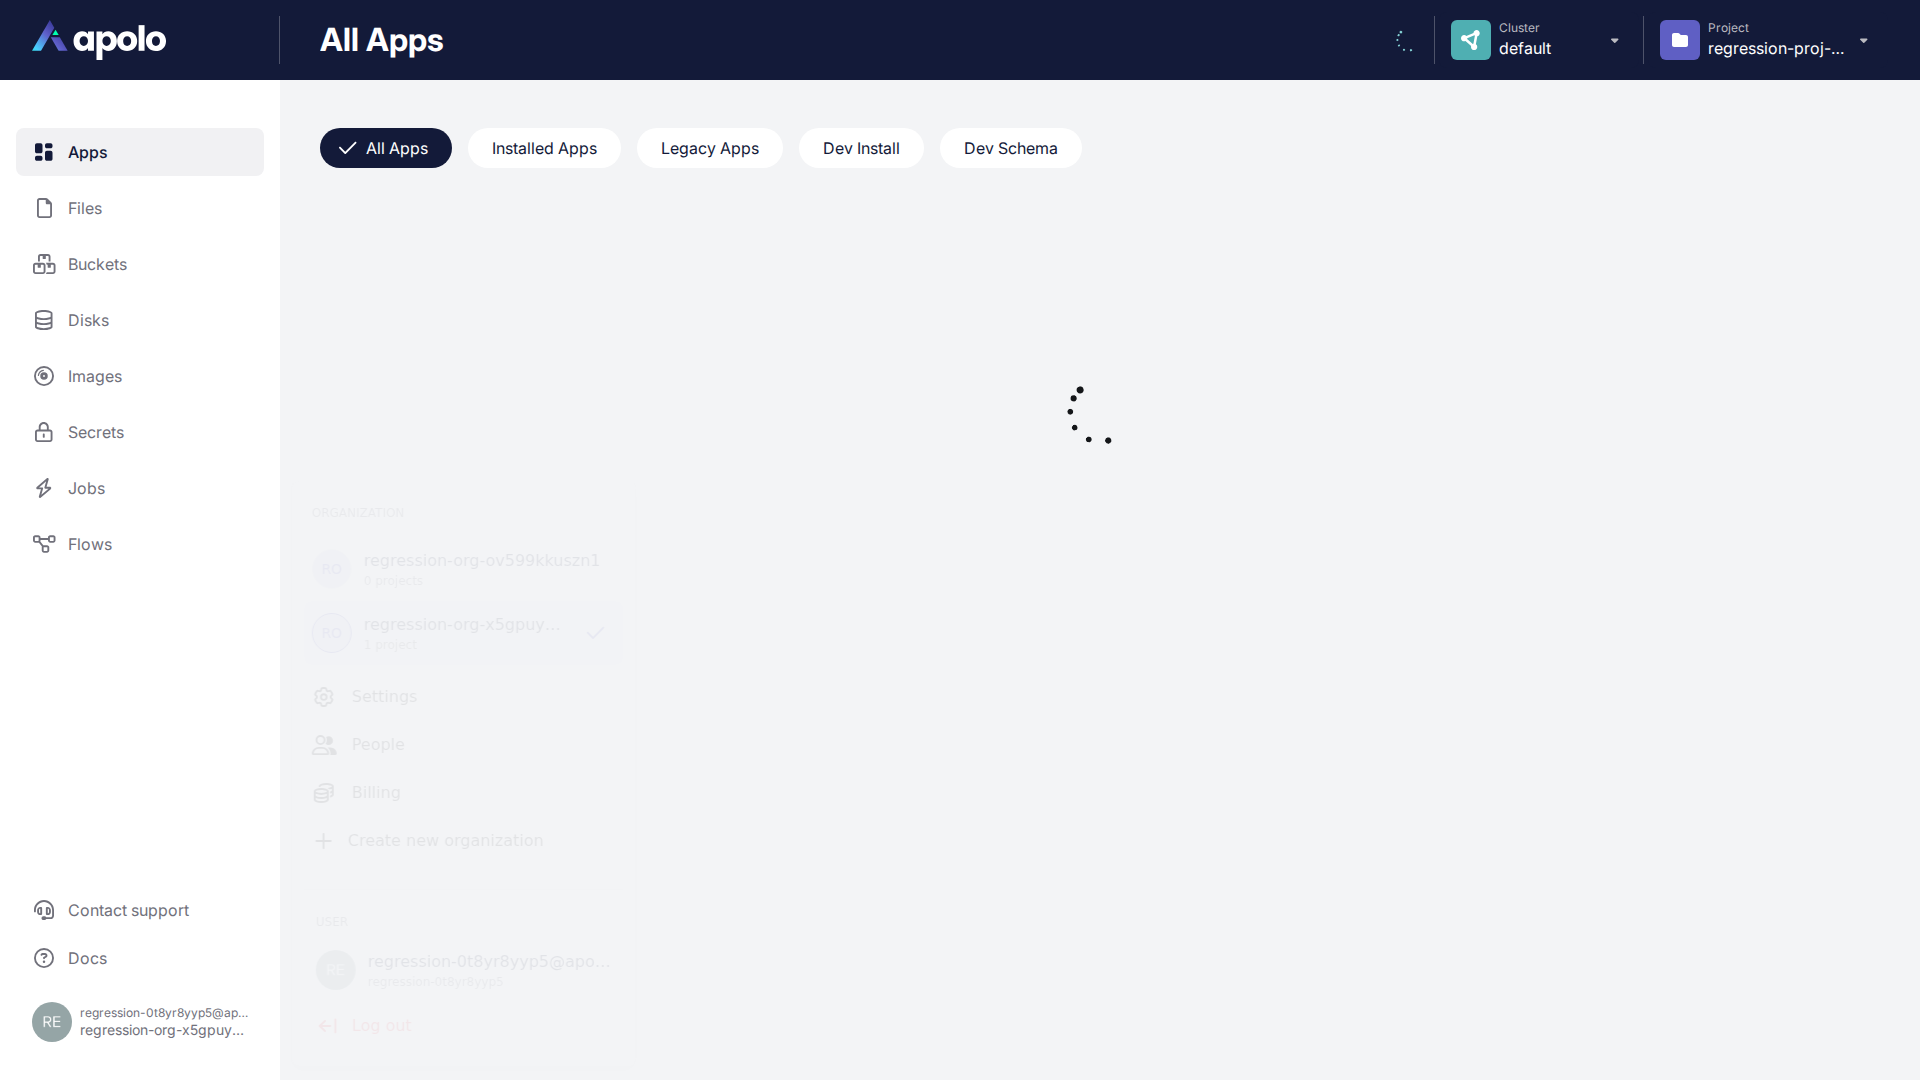 apolo
All Apps
Cluster
default
Project
regression-proj-...
Apps
Files
Buckets
Disks
Images
Secrets
Jobs
Flows
Contact support
Docs
RE
regression-0t8yr8yyp5@ap...
regression-org-x5gpuy...
All Apps
Installed Apps
Legacy Apps
Dev Install
Dev Schema
ORGANIZATION
RO
regression-org-ov599kkuszn1
0 projects
RO
regression-org-x5gpuy...
1 project
Settings
People
Billing
Create new organization
USER
RE
regression-0t8yr8yyp5@apo...
regression-0t8yr8yyp5
Log out